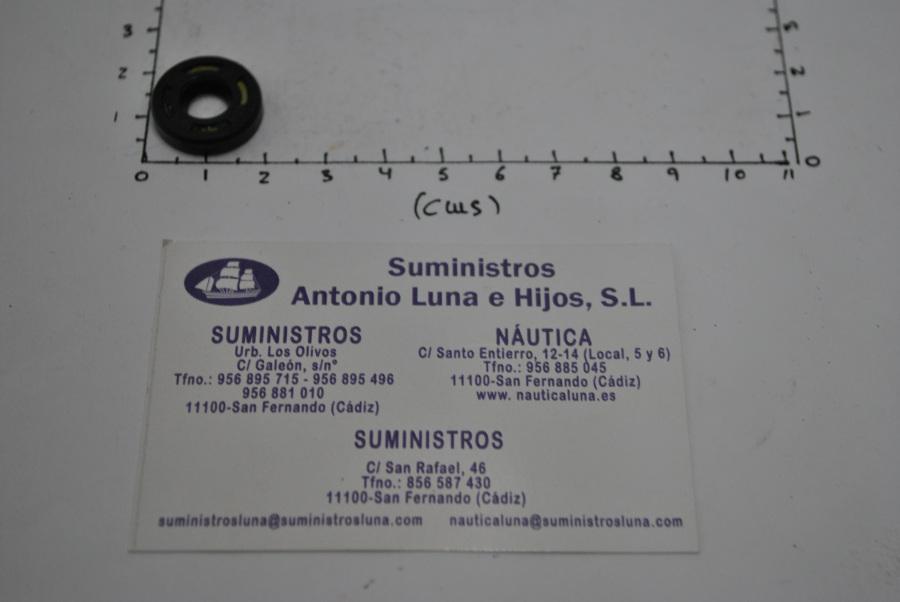 3
2
1
3
2
1
0
0 1 2 3 4 5 6 7 8 9 10 11
(cms)
Suministros
Antonio Luna e Hijos, S.L.
SUMINISTROS
Urb. Los Olivos
C/ Galeón, s/nº
Tfno.: 956 895 715 - 956 895 496
956 881 010
11100-San Fernando (Cádiz)
NÁUTICA
C/ Santo Entierro, 12-14 (Local, 5 y 6)
Tfno.: 956 885 045
11100-San Fernando (Cádiz)
www. nauticaluna.es
SUMINISTROS
C/ San Rafael, 46
Tfno.: 856 587 430
11100-San Fernando (Cádiz)
suministrosluna@suministrosluna.com nauticaluna@suministrosluna.com